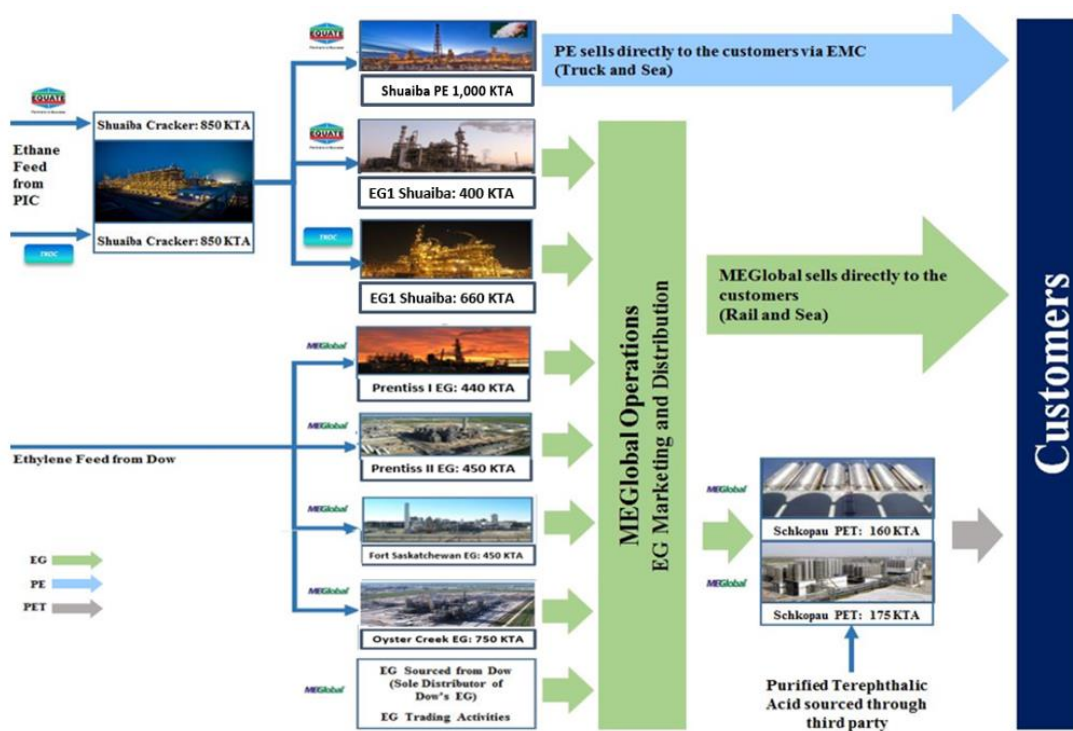 EQUATE
Shuaiba Cracker: 850 KTA
Ethane
Feed
from
PIC
Shuaiba Cracker: 850 KTA
TKOC
EQUATE
Shuaiba PE 1,000 KTA
EQUATE
EG1 Shuaiba: 400 KTA
TKOC
EG1 Shuaiba: 660 KTA
MEGlobal
Prentiss I EG: 440 KTA
MEGlobal
Prentiss II EG: 450 KTA
Ethylene Feed from Dow
MEGlobal
Fort Saskatchewan EG: 450 KTA
MEGlobal
Oyster Creek EG: 750 KTA
MEGlobal
EG Sourced from Dow
(Sole Distributor of
Dow's EG)
EG Trading Activities
EG
PE
PET
PE sells directly to the customers via EMC
(Truck and Sea)
MEGlobal Operations
EG Marketing and Distribution
MEGlobal sells directly to the
customers
(Rail and Sea)
MEGlobal
Schkopau PET: 160 KTA
MEGlobal
Schkopau PET: 175 KTA
Purified Terephthalic
Acid sourced through
third party
Customers